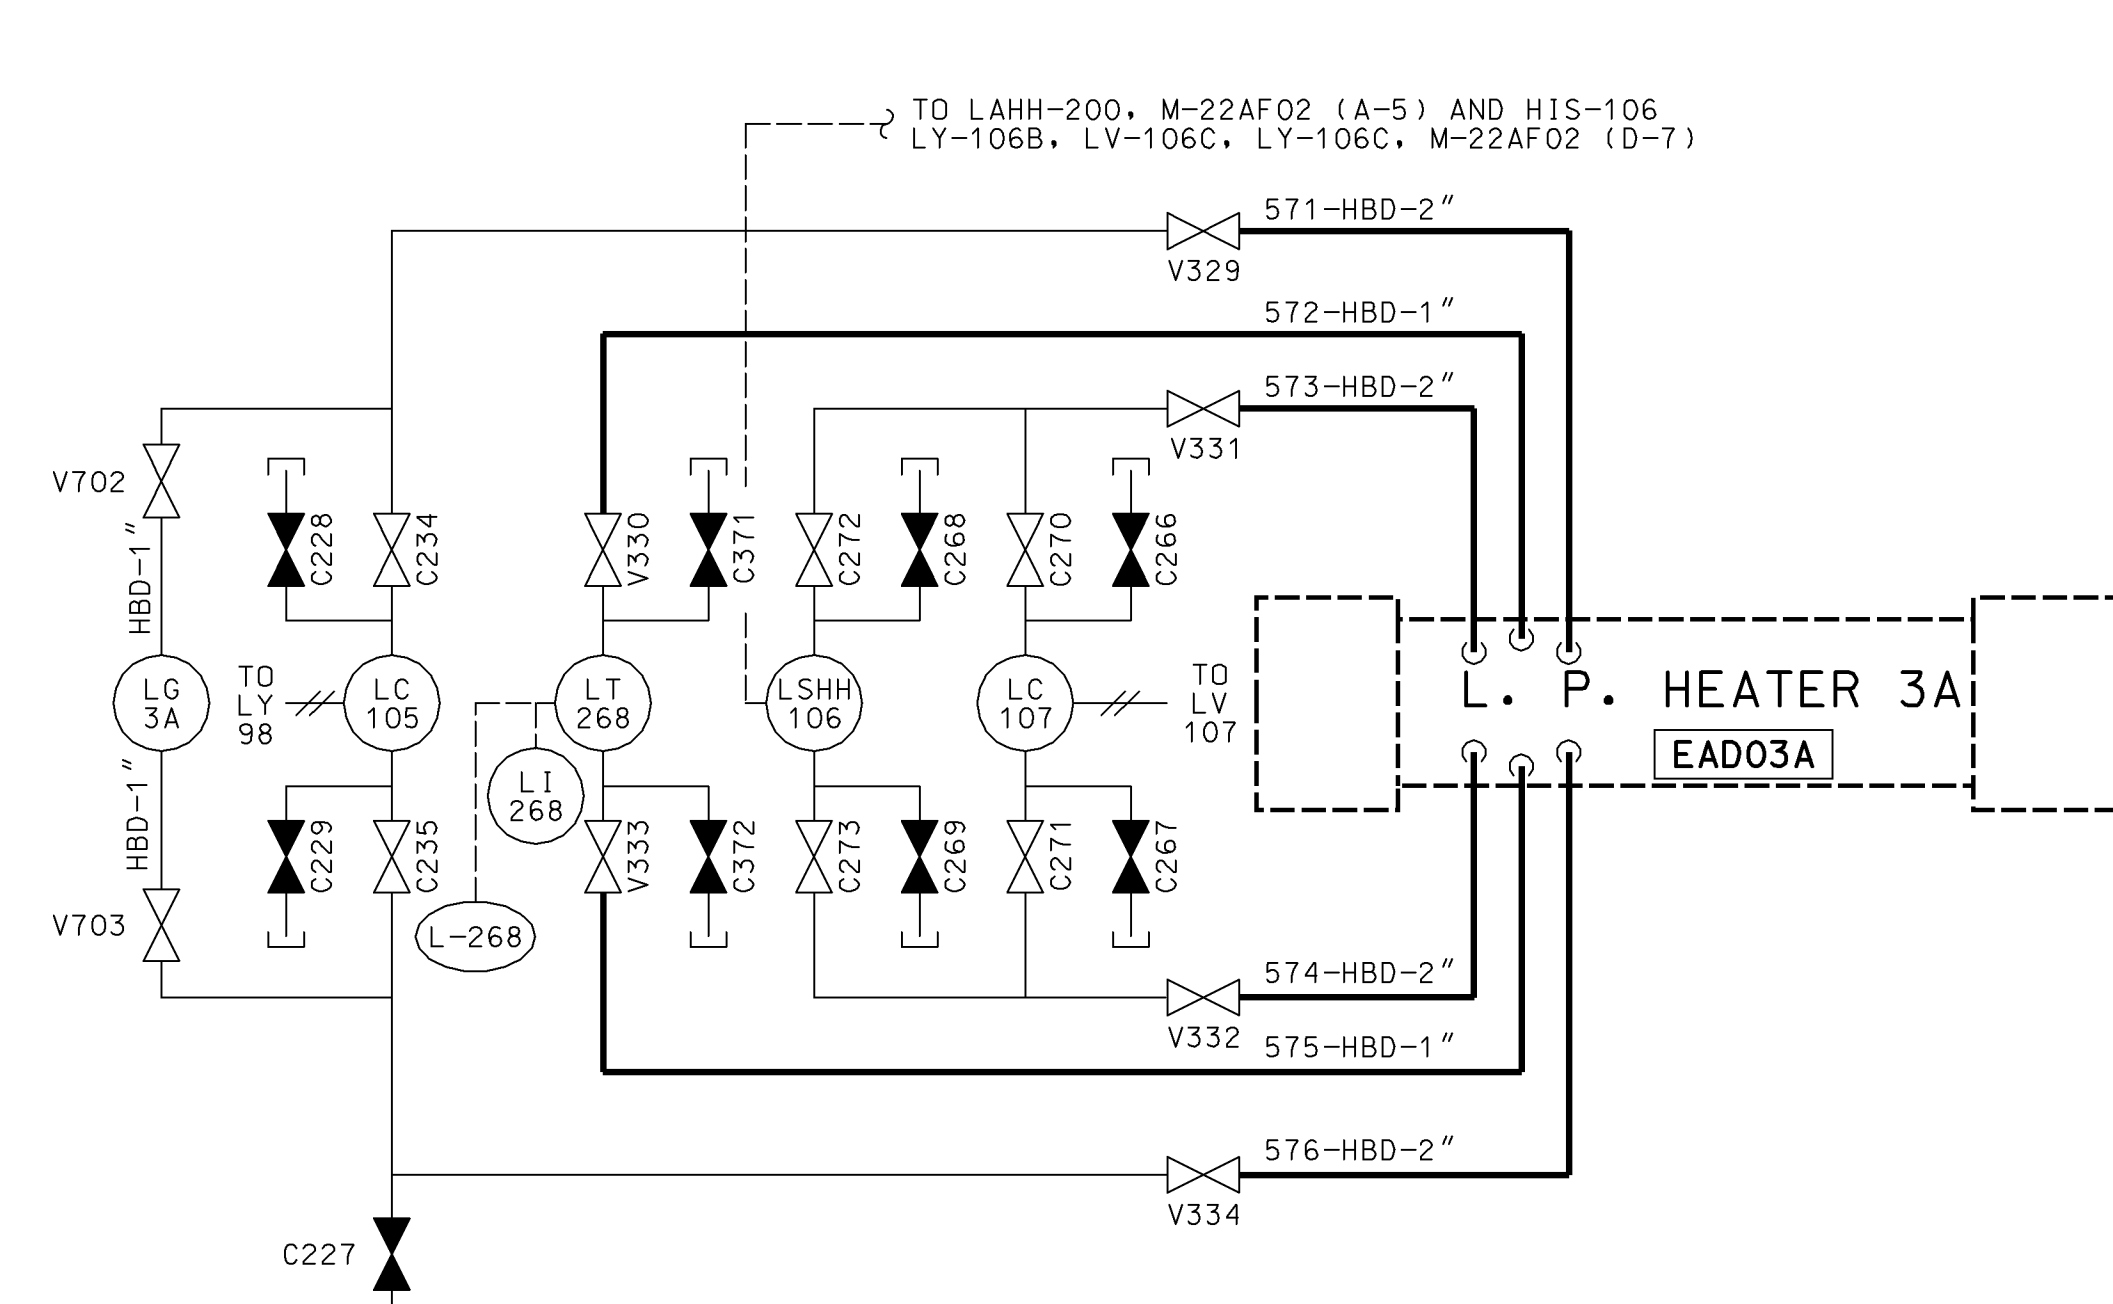 TO LAHH-200, M-22AF02 (A-5) AND HIS-106
LY-106B, LV-106C, LY-106C, M-22AF02 (D-7)
571-HBD-2"
V329
572-HBD-1"
573-HBD-2"
V331
V702
HBD-1"
C228
C234
V330
C371
C272
C268
C270
C266
LG
3A
TO
LY
98
LC
105
LT
268
LSHH
106
LC
107
TO
LV
107
L. P. HEATER 3A
EAD03A
LI
268
HBD-1"
C229
C235
V333
C372
C273
C269
C271
C267
V703
L-268
574-HBD-2"
V332
575-HBD-1"
576-HBD-2"
V334
C227